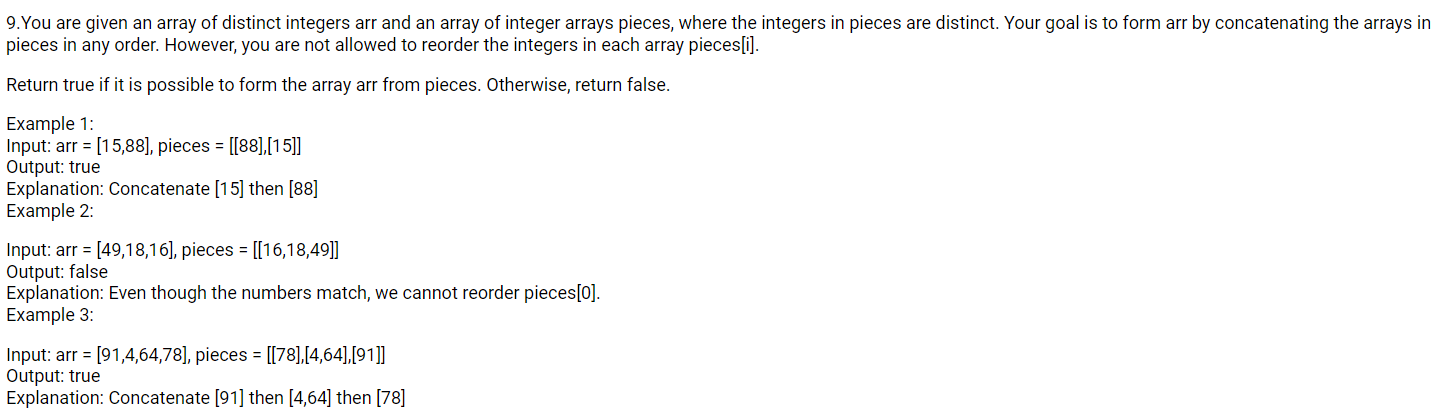 9.You are given an array of distinct integers arr and an array of integer arrays pieces, where the integers in pieces are distinct. Your goal is to form arr by concatenating the arrays in
pieces in any order. However, you are not allowed to reorder the integers in each array pieces[i].
Return true if it is possible to form the array arr from pieces. Otherwise, return false.
Example 1:
Input: arr = [15,88], pieces = [[88],[15]]
Output: true
Explanation: Concatenate [15] then [88]
Example 2:
Input: arr = [49,18,16], pieces = [[16,18,49]]
Output: false
Explanation: Even though the numbers match, we cannot reorder pieces[0].
Example 3:
Input: arr = [91,4,64,78], pieces = [[78],[4,64],[91]]
Output: true
Explanation: Concatenate [91] then [4,64] then [78]